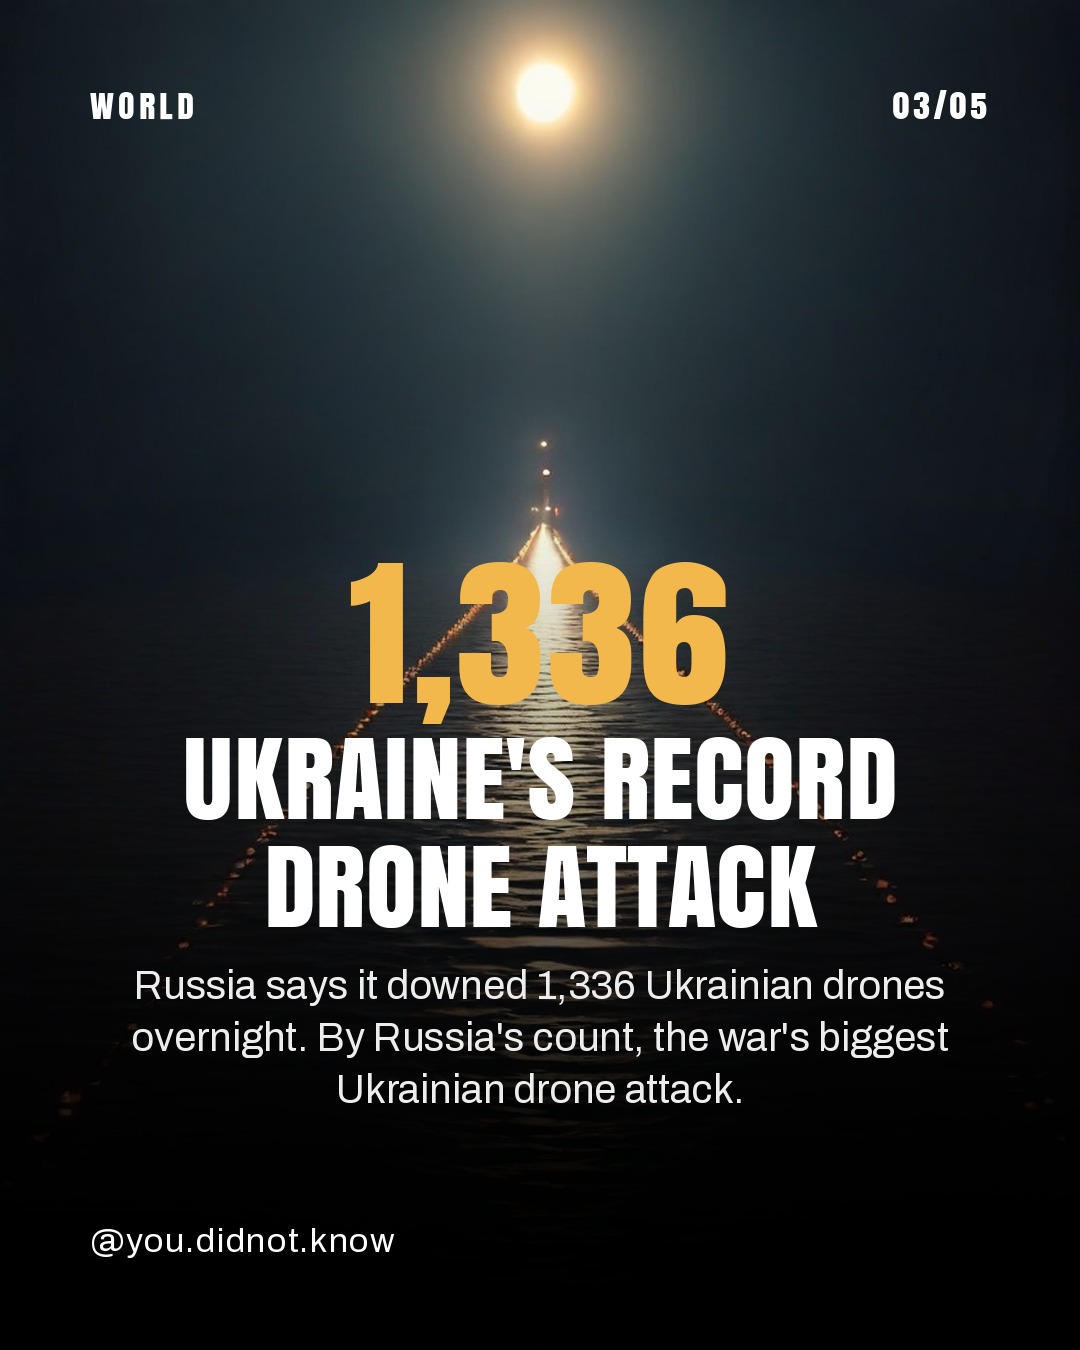 WORLD
03/05
1,336
UKRAINE'S RECORD
DRONE ATTACK
Russia says it downed 1,336 Ukrainian drones
overnight. By Russia's count, the war's biggest
Ukrainian drone attack.
@you.didnot.know